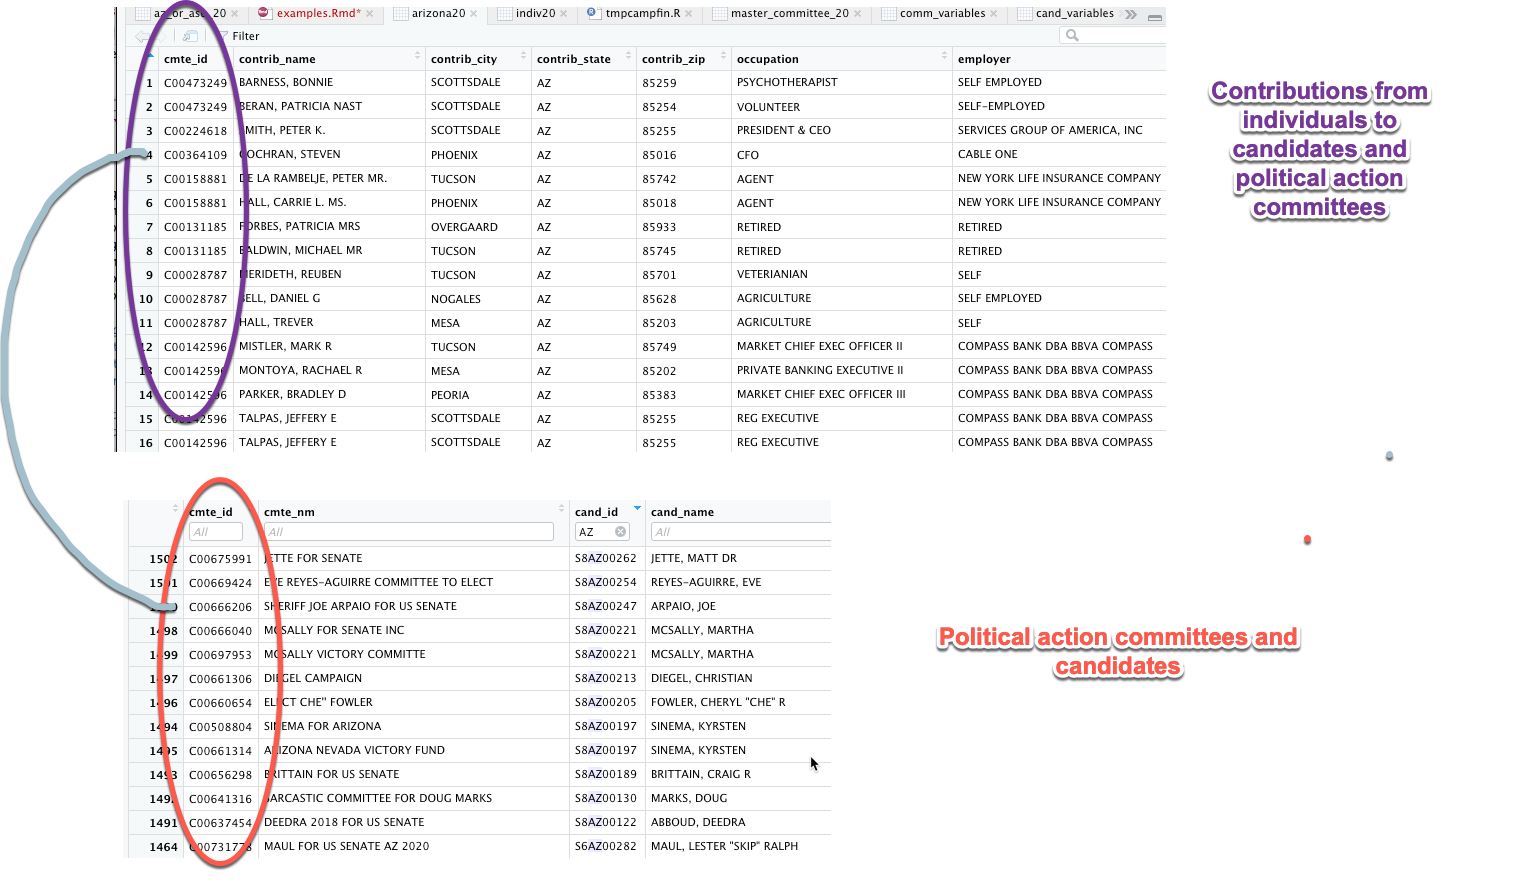 az_or_asc_20 examples.Rmd* arizona20 indiv20 tmpcampfin.R master_committee_20 comm_variables cand_variables
Filter
cmte_id contrib_name contrib_city contrib_state contrib_zip occupation employer
1 C00473249 BARNESS, BONNIE SCOTTSDALE AZ 85259 PSYCHOTHERAPIST SELF EMPLOYED
2 C00473249 BERAN, PATRICIA NAST SCOTTSDALE AZ 85254 VOLUNTEER SELF-EMPLOYED
3 C00224618 SMITH, PETER K. SCOTTSDALE AZ 85255 PRESIDENT & CEO SERVICES GROUP OF AMERICA, INC
4 C00364109 COCHRAN, STEVEN PHOENIX AZ 85016 CFO CABLE ONE
5 C00158881 DE LA RAMBELJE, PETER MR. TUCSON AZ 85742 AGENT NEW YORK LIFE INSURANCE COMPANY
6 C00158881 HALL, CARRIE L. MS. PHOENIX AZ 85018 AGENT NEW YORK LIFE INSURANCE COMPANY
7 C00131185 FORBES, PATRICIA MRS OVERGAARD AZ 85933 RETIRED RETIRED
8 C00131185 BALDWIN, MICHAEL MR TUCSON AZ 85745 RETIRED RETIRED
9 C00028787 MERIDETH, REUBEN TUCSON AZ 85701 VETERIANIAN SELF
10 C00028787 BELL, DANIEL G NOGALES AZ 85628 AGRICULTURE SELF EMPLOYED
11 C00028787 HALL, TREVER MESA AZ 85203 AGRICULTURE SELF
12 C00142596 MISTLER, MARK R TUCSON AZ 85749 MARKET CHIEF EXEC OFFICER II COMPASS BANK DBA BBVA COMPASS
13 C00142596 MONTOYA, RACHAEL R MESA AZ 85202 PRIVATE BANKING EXECUTIVE II COMPASS BANK DBA BBVA COMPASS
14 C00142596 PARKER, BRADLEY D PEORIA AZ 85383 MARKET CHIEF EXEC OFFICER III COMPASS BANK DBA BBVA COMPASS
15 C00142596 TALPAS, JEFFERY E SCOTTSDALE AZ 85255 REG EXECUTIVE COMPASS BANK DBA BBVA COMPASS
16 C00142596 TALPAS, JEFFERY E SCOTTSDALE AZ 85255 REG EXECUTIVE COMPASS BANK DBA BBVA COMPASS
Contributions from
individuals to
candidates and
political action
committees
cmte_id cmte_nm cand_id cand_name
All All AZ All
1502 C00675991 JETTE FOR SENATE S8AZ00262 JETTE, MATT DR
1501 C00669424 EVE REYES-AGUIRRE COMMITTEE TO ELECT S8AZ00254 REYES-AGUIRRE, EVE
C00666206 SHERIFF JOE ARPAIO FOR US SENATE S8AZ00247 ARPAIO, JOE
1498 C00666040 MCSALLY FOR SENATE INC S8AZ00221 MCSALLY, MARTHA
1499 C00697953 MCSALLY VICTORY COMMITTE S8AZ00221 MCSALLY, MARTHA
1497 C00661306 DIEGEL CAMPAIGN S8AZ00213 DIEGEL, CHRISTIAN
1496 C00660654 ELECT CHE" FOWLER S8AZ00205 FOWLER, CHERYL "CHE" R
1494 C00508804 SINEMA FOR ARIZONA S8AZ00197 SINEMA, KYRSTEN
1495 C00661314 ARIZONA NEVADA VICTORY FUND S8AZ00197 SINEMA, KYRSTEN
1493 C00656298 BRITTAIN FOR US SENATE S8AZ00189 BRITTAIN, CRAIG R
1492 C00641316 SARCASTIC COMMITTEE FOR DOUG MARKS S8AZ00130 MARKS, DOUG
1491 C00637454 DEEDRA 2018 FOR US SENATE S8AZ00122 ABBOUD, DEEDRA
1464 C00731778 MAUL FOR US SENATE AZ 2020 S6AZ00282 MAUL, LESTER "SKIP" RALPH
Political action committees and
candidates